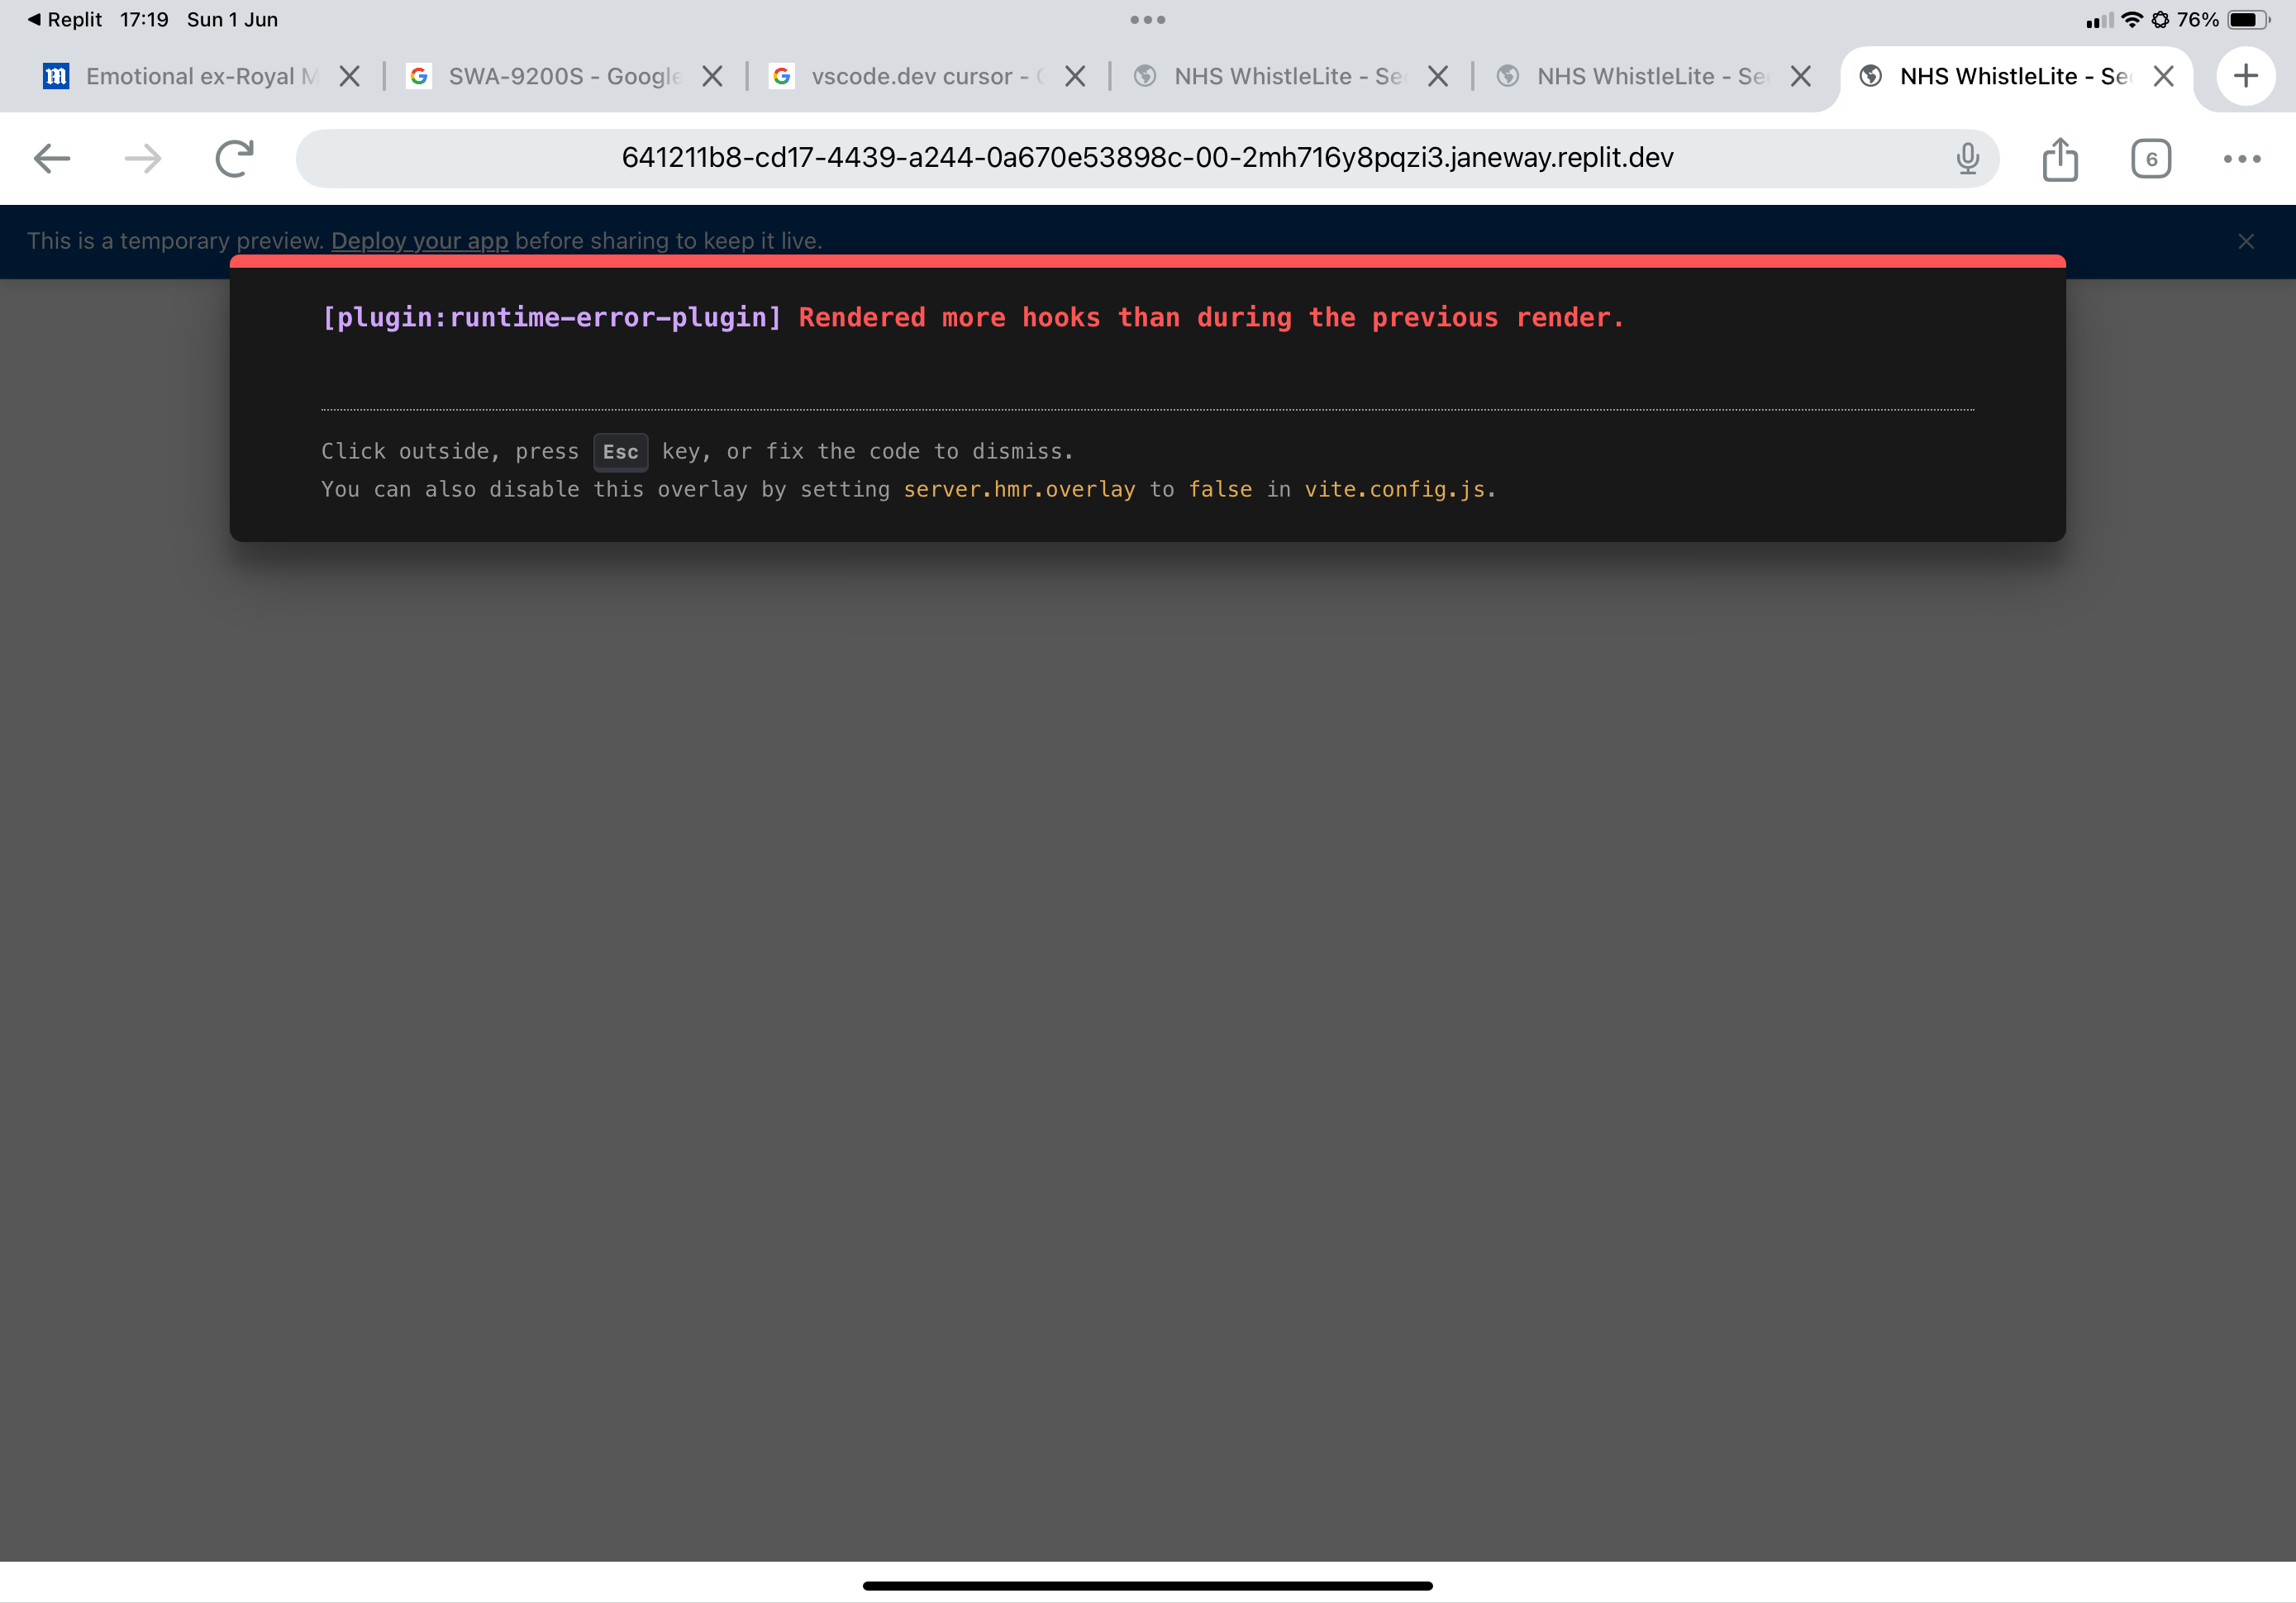 Replit 17:19 Sun 1 Jun 76%
Emotional ex-Royal M SWA-9200S - Google vscode.dev cursor - NHS WhistleLite - Se NHS WhistleLite - Se NHS WhistleLite - Se
641211b8-cd17-4439-a244-0a670e53898c-00-2mh716y8pqzi3.janeway.replit.dev 6
This is a temporary preview. Deploy your app before sharing to keep it live.
[plugin:runtime-error-plugin] Rendered more hooks than during the previous render.
Click outside, press Esc key, or fix the code to dismiss.
You can also disable this overlay by setting server.hmr.overlay to false in vite.config.js.